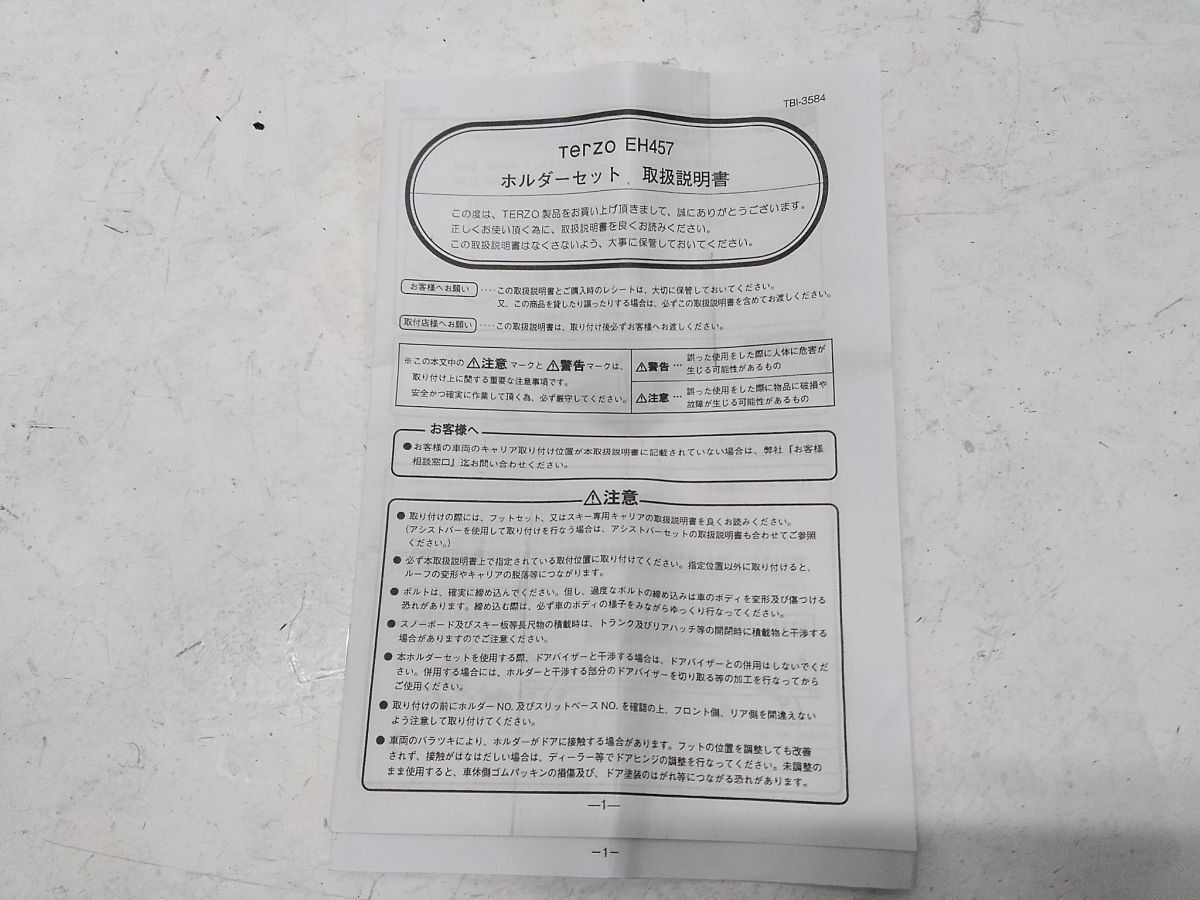 TBI-3584
Terzo EH457
ホルダーセット 取扱説明書
この度は、TERZO製品をお買い上げ頂きまして、誠にありがとうございます。
正しくお使い頂く為に、取扱説明書を良くお読みください。
この取扱説明書はなくさないよう、大事に保管しておいてください。
お客様へお願い ‥‥この取扱説明書とご購入時のレシートは、大切に保管しておいてください。
又、この商品を貸したり譲ったりする場合は、必ずこの取扱説明書を含めてお渡しください。
取付店様へお願い ‥‥この取扱説明書は、取り付け後必ずお客様へお渡しください。
※この本文中の⚠注意マークと⚠警告マークは、
取り付け上に関する重要な注意事項です。
安全かつ確実に作業して頂く為、必ず厳守してください。
⚠警告…誤った使用をした際に人体に危害が
生じる可能性があるもの
⚠注意…誤った使用をした際に物品に破損や
故障が生じる可能性があるもの
お客様へ
●お客様の車両のキャリア取り付け位置が本取扱説明書に記載されていない場合は、弊社「お客様
相談窓口」迄お問い合わせください。
⚠注意
●取り付けの際には、フットセット、又はスキー専用キャリアの取扱説明書を良くお読みください。
(アシストバーを使用して取り付けを行なう場合は、アシストバーセットの取扱説明書も合わせてご参照
ください。)
●必ず本取扱説明書上で指定されている取付位置に取り付けてください。指定位置以外に取り付けると、
ルーフの変形やキャリアの脱落等につながります。
●ボルトは、確実に締め込んでください。但し、過度なボルトの締め込みは車のボディを変形及び傷つける
恐れがあります。締め込む際は、必ず車のボディの様子をみながらゆっくり行なってください。
●スノーボード及びスキー板等長尺物の積載時は、トランク及びリアハッチ等の開閉時に積載物と干渉する
場合がありますのでご注意ください。
●本ホルダーセットを使用する際、ドアバイザーと干渉する場合は、ドアバイザーとの併用はしないでくだ
さい。併用する場合には、ホルダーと干渉する部分のドアバイザーを切り取る等の加工を行なってから
ご使用ください。
●取り付けの前にホルダーNO.及びスリットベースNO.を確認の上、フロント側、リア側を間違えない
よう注意して取り付けてください。
●車両のバラツキにより、ホルダーがドアに接触する場合があります。フットの位置を調整しても改善
されず、接触がはなはだしい場合は、ディーラー等でドアヒンジの調整を行なってください。未調整の
まま使用すると、車体側ゴムパッキンの損傷及び、ドア塗装のはがれ等につながる恐れがあります。
—1—
—1—